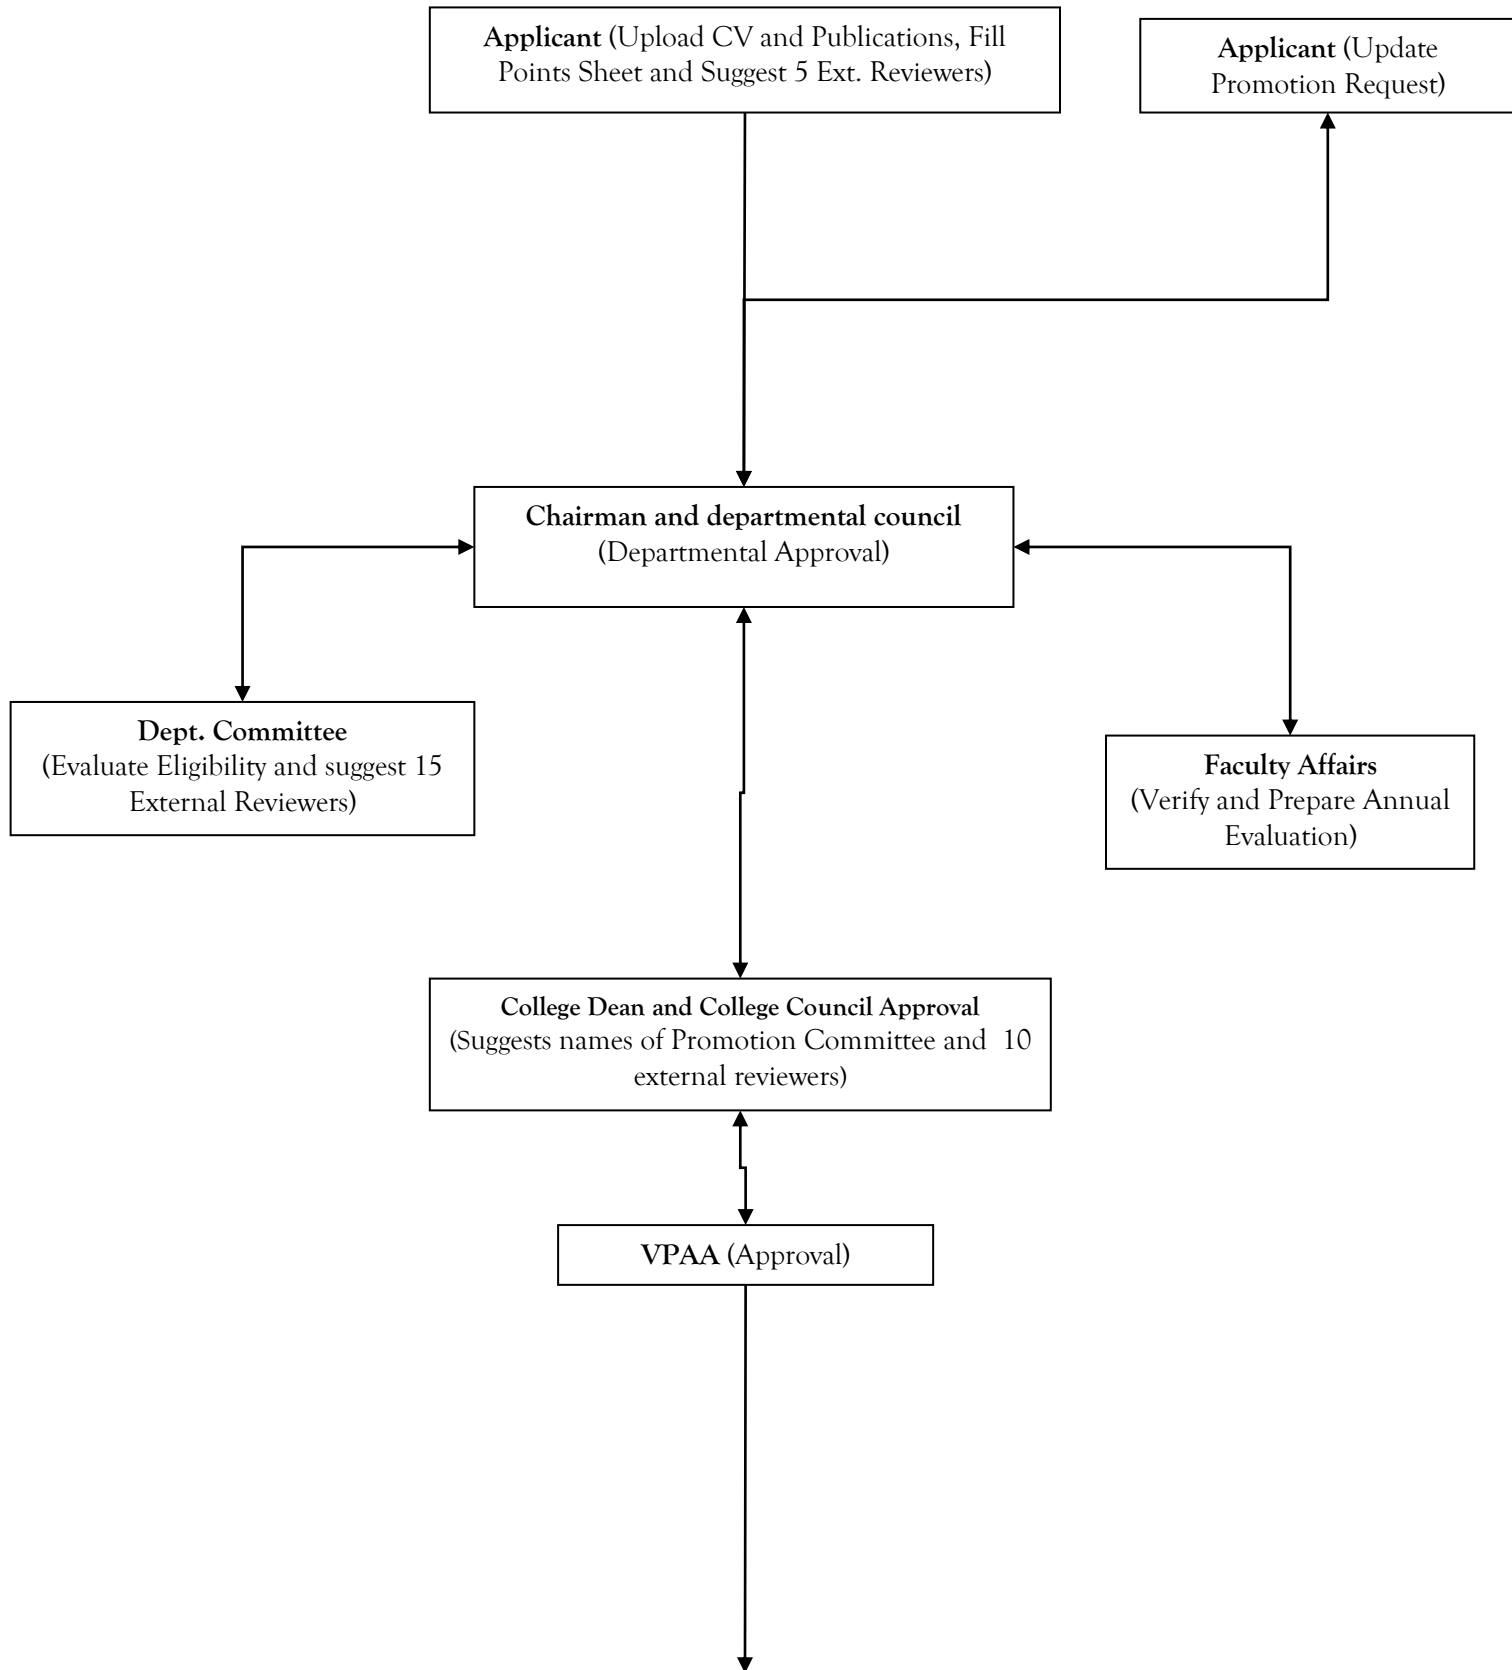 Applicant (Upload CV and Publications, Fill
Points Sheet and Suggest 5 Ext. Reviewers)
Applicant (Update
Promotion Request)
Chairman and departmental council
(Departmental Approval)
Dept. Committee
(Evaluate Eligibility and suggest 15
External Reviewers)
Faculty Affairs
(Verify and Prepare Annual
Evaluation)
College Dean and College Council Approval
(Suggests names of Promotion Committee and  10
external reviewers)
VPAA (Approval)